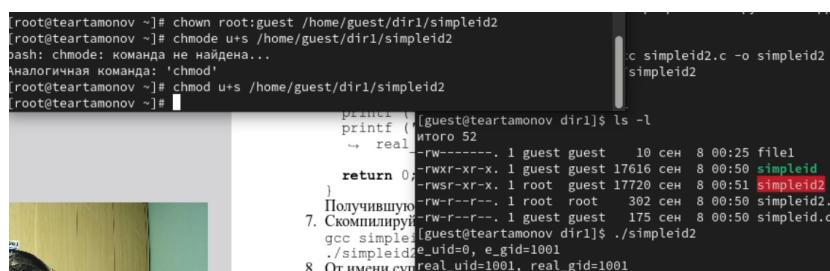 [root@teartamonov ~]# chown root:guest /home/guest/dir1/simpleid2
[root@teartamonov ~]# chmode u+s /home/guest/dir1/simpleid2
bash: chmode: команда не найдена...
Аналогичная команда: 'chmod'
[root@teartamonov ~]# chmod u+s /home/guest/dir1/simpleid2
[root@teartamonov ~]#
simpleid2.c -o simpleid2
simpleid2
printf (
printf ('
↪ real_
return 0;
}
Получившую
7. Скомпилируй
gcc simplei
./simpleid2
8. От имени суп
[guest@teartamonov dir1]$ ls -l
итого 52
-rw-------. 1 guest guest 10 сен 8 00:25 file1
-rwxr-xr-x. 1 guest guest 17616 сен 8 00:50 simpleid
-rwsr-xr-x. 1 root guest 17720 сен 8 00:51 simpleid2
-rw-r--r--. 1 root root 302 сен 8 00:50 simpleid2.
-rw-r--r--. 1 guest guest 175 сен 8 00:50 simpleid.c
[guest@teartamonov dir1]$ ./simpleid2
e_uid=0, e_gid=1001
real_uid=1001, real_gid=1001